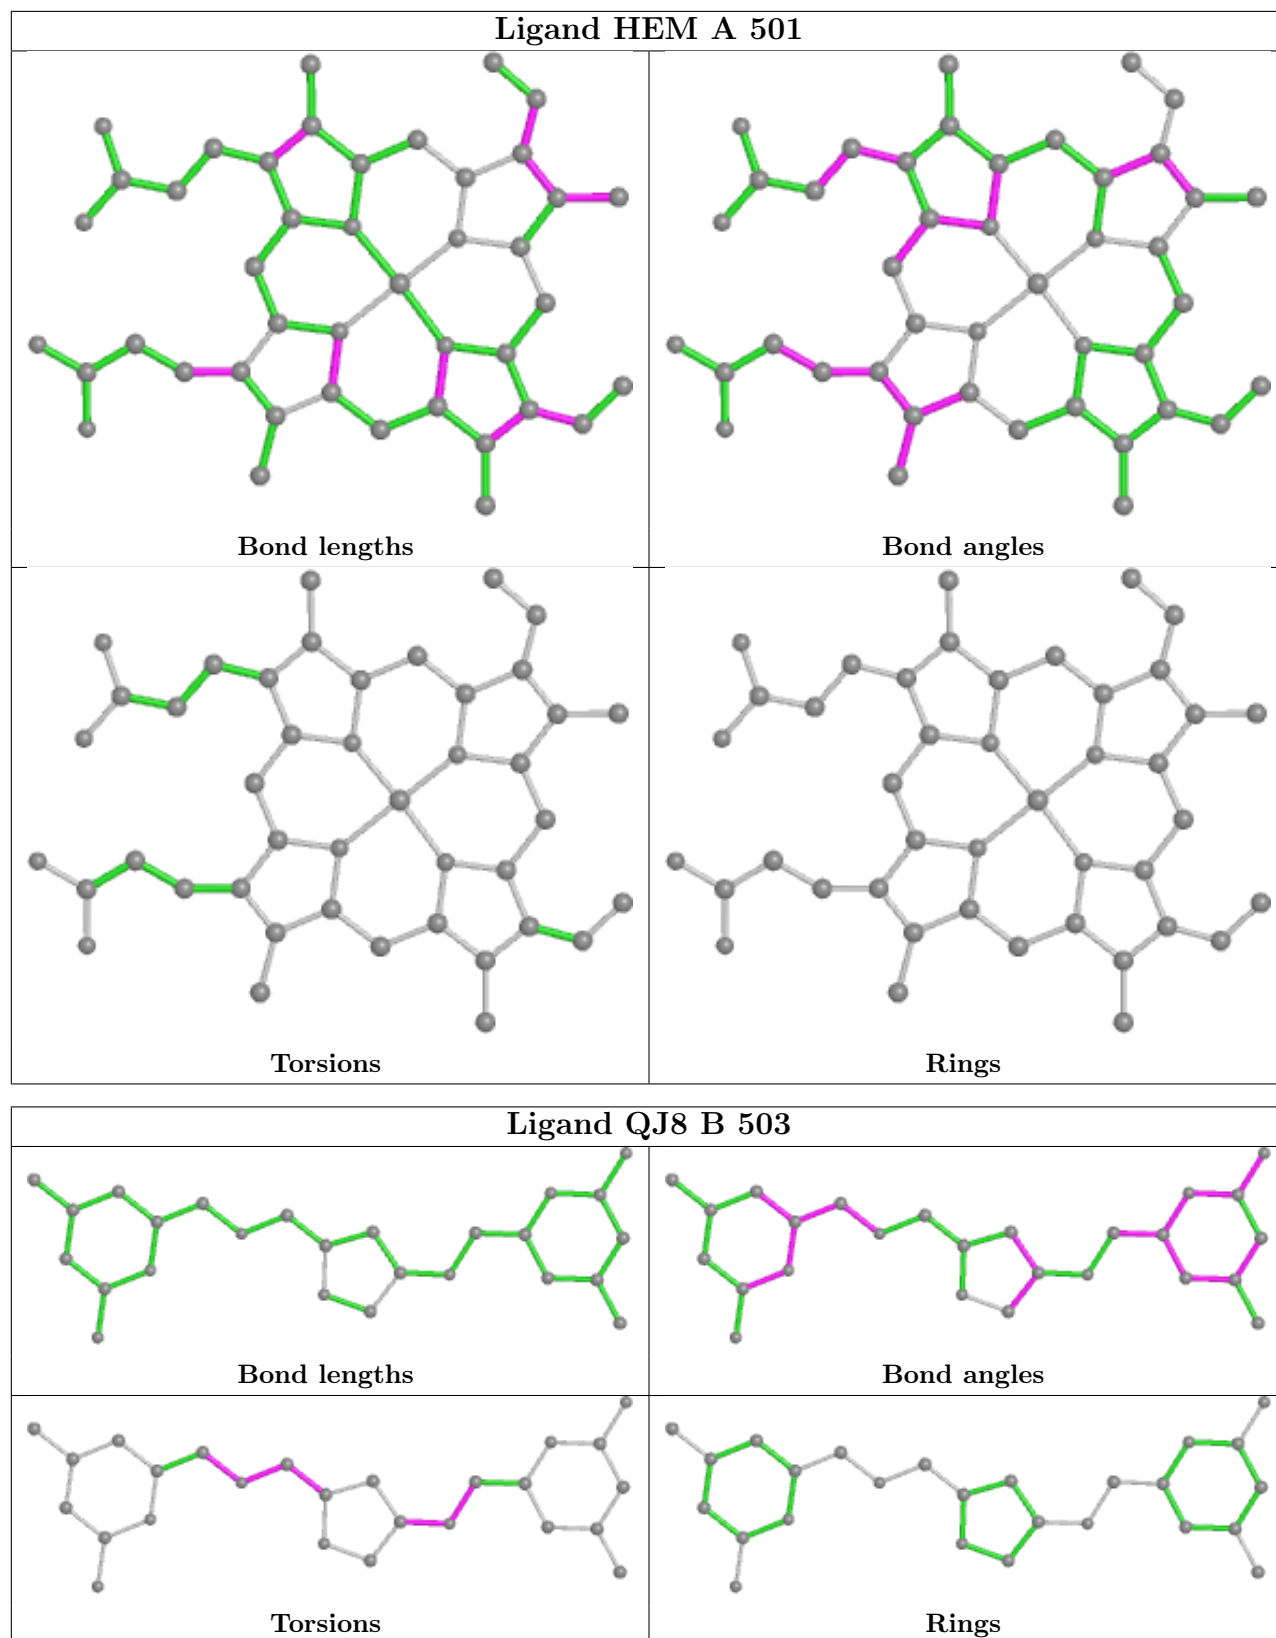 Ligand HEM A 501
Bond lengths
Bond angles
Torsions
Rings
Ligand QJ8 B 503
Bond lengths
Bond angles
Torsions
Rings